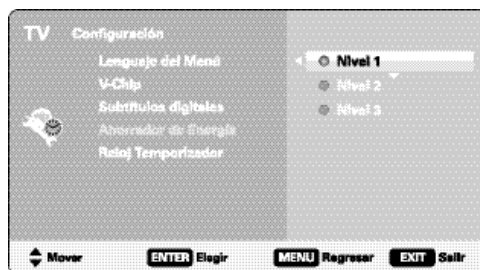 TV Configuración
Lenguaje del Menú
V-Chip
Subtítulos digitales
Ahorrador de Energía
Reloj Temporizador
Nivel 1
Nivel 2
Nivel 3
Mover ENTER Elegir MENU Regresar EXIT Salir